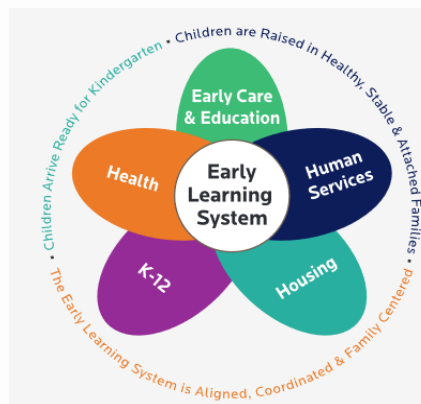 Children Arrive Ready for Kindergarten •
Children are Raised in Healthy, Stable & Attached Families •
The Early Learning System is Aligned, Coordinated & Family Centered •
Early Care
& Education
Human
Services
Housing
K-12
Health
Early
Learning
System